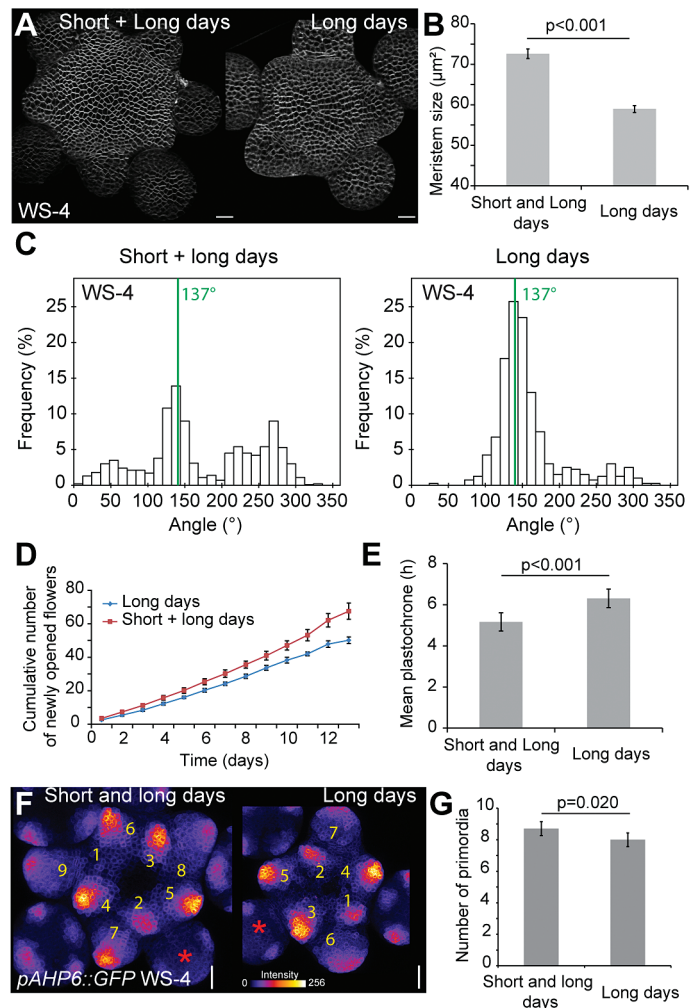 A
Short + Long days
Long days
WS-4
B
p<0.001
Meristem size (µm²)
80
70
60
50
40
Short and Long days
Long days
C
Short + long days
Long days
WS-4
137°
WS-4
137°
Frequency (%)
25
20
15
10
5
0
0 50 100 150 200 250 300 350
Angle (°)
Frequency (%)
25
20
15
10
5
0
0 50 100 150 200 250 300 350
Angle (°)
D
Cumulative number of newly opened flowers
80
60
40
20
0
Long days
Short + long days
0 2 4 6 8 10 12
Time (days)
E
p<0.001
Mean plastochrone (h)
8
6
4
2
0
Short and Long days
Long days
F
Short and long days
Long days
6
1
3
9
8
4
2
5
7
*
pAHP6::GFP WS-4
7
5
2
4
3
1
*
6
Intensity
0 256
G
p=0.020
Number of primordia
10
8
6
4
2
0
Short and long days
Long days